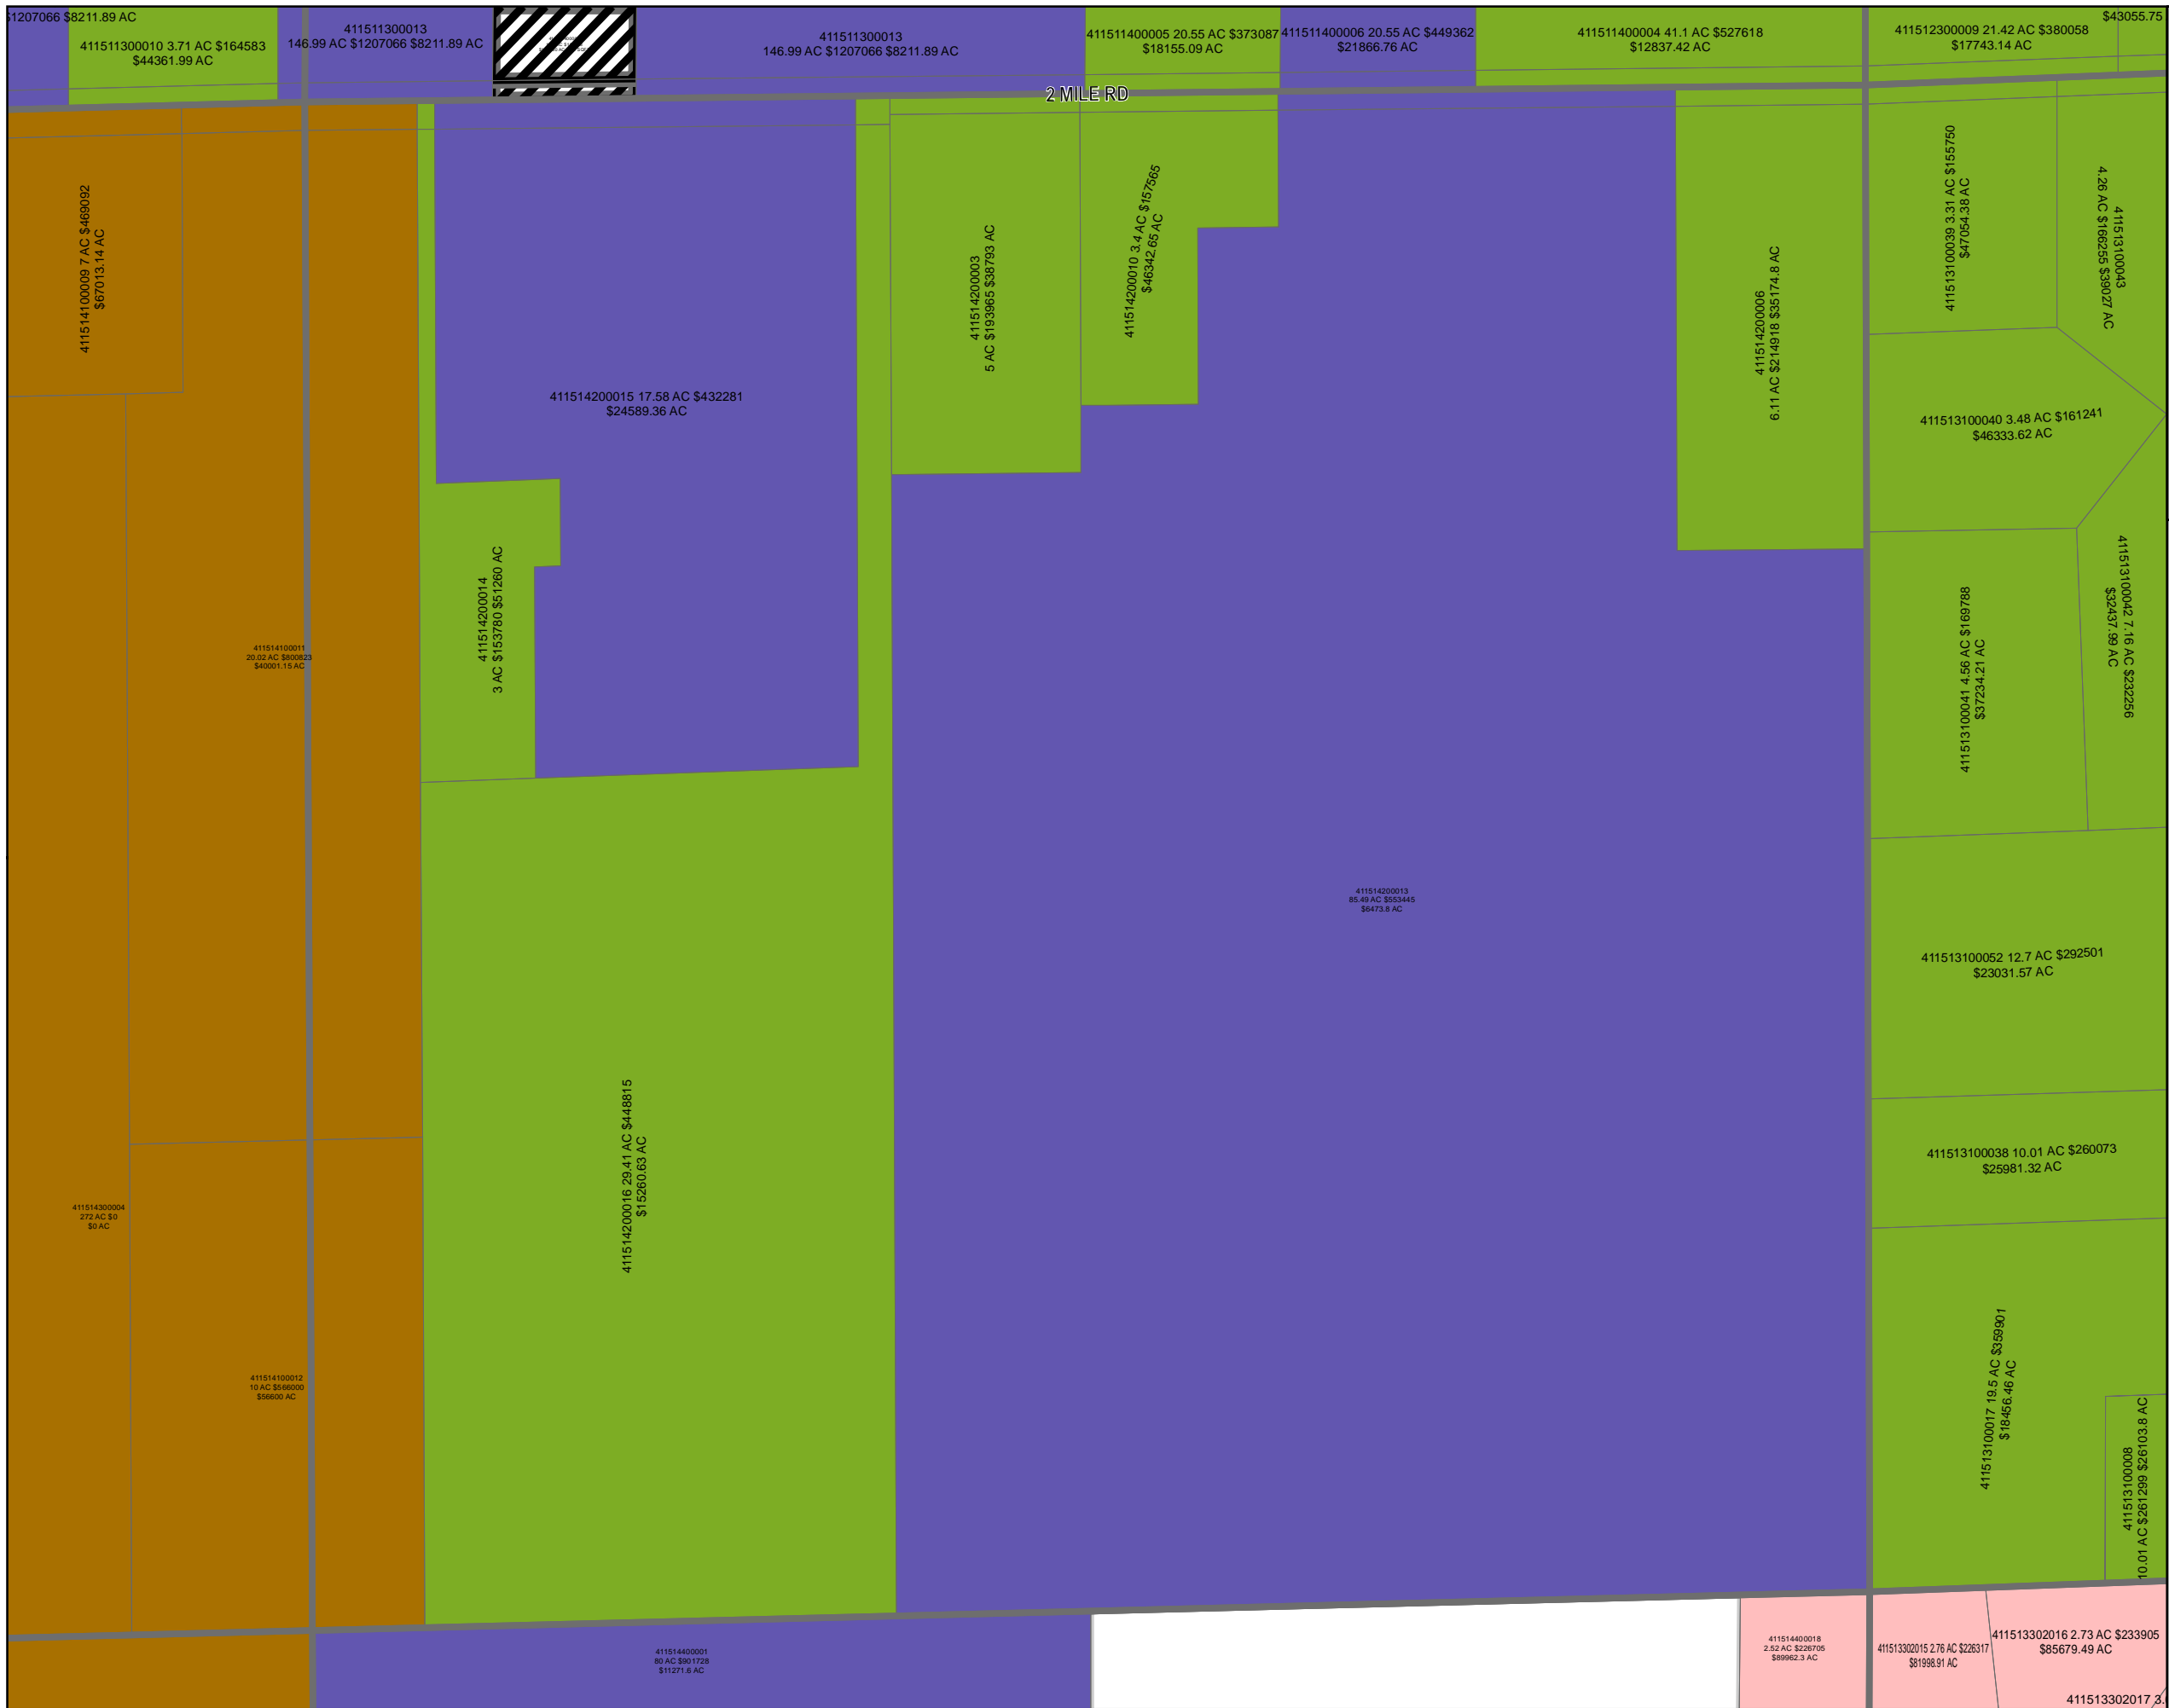 $1207066 $8211.89 AC
411511300010 3.71 AC $164583
$44361.99 AC
411511300013
146.99 AC $1207066 $8211.89 AC
411511300013
146.99 AC $1207066 $8211.89 AC
411511400005 20.55 AC $373087
$18155.09 AC
411511400006 20.55 AC $449362
$21866.76 AC
411511400004 41.1 AC $527618
$12837.42 AC
411512300009 21.42 AC $380058
$17743.14 AC
$43055.75
2 MILE RD
411514100009 7 AC $469092
$67013.14 AC
411514200015 17.58 AC $432281
$24589.36 AC
411514200003
5 AC $193965 $38793 AC
411514200010 3.4 AC $157565
$46342.65 AC
411514200006
6.11 AC $214918 $35174.8 AC
411513100039 3.31 AC $155750
$47054.38 AC
411513100043
4.26 AC $166255 $39027 AC
411513100040 3.48 AC $161241
$46333.62 AC
411514100011
20.02 AC $800823
$40001.15 AC
411514200014
3 AC $153780 $51260 AC
411513100041 4.56 AC $169788
$37234.21 AC
411513100042 7.16 AC $232256
$32437.99 AC
411514200013
85.49 AC $553445
$6473.8 AC
411513100052 12.7 AC $292501
$23031.57 AC
411514300004
272 AC $0
$0 AC
411514200016 29.41 AC $448815
$15260.63 AC
411513100038 10.01 AC $260073
$25981.32 AC
411514100012
10 AC $566000
$56600 AC
411513100017 19.5 AC $359901
$18456.46 AC
411513100008
10.01 AC $261299 $26103.8 AC
411514400001
80 AC $901728
$11271.6 AC
411514400018
2.52 AC $226705
$89962.3 AC
411513302015 2.76 AC $226317
$81998.91 AC
411513302016 2.73 AC $233905
$85679.49 AC
411513302017 3.